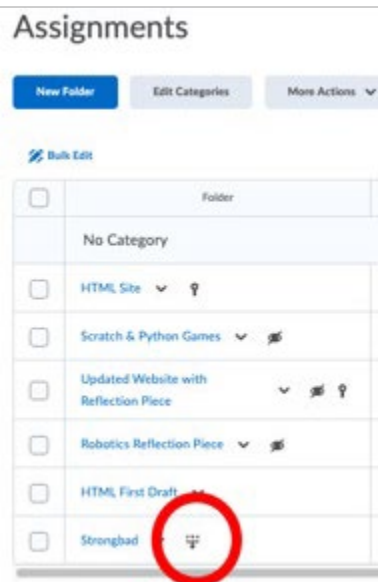 Assignments
New Folder
Edit Categories
More Actions
Bulk Edit
Folder
No Category
HTML Site
Scratch & Python Games
Updated Website with
Reflection Piece
Robotics Reflection Piece
HTML First Draft
Strongbad